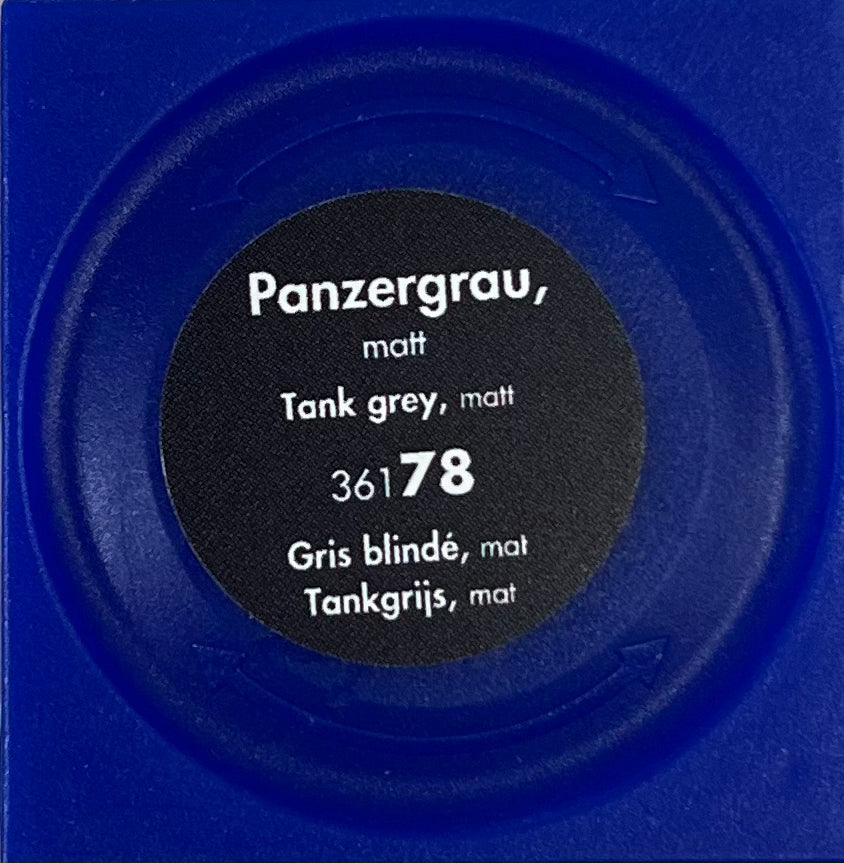 Panzergrau,
matt
Tank grey, matt
36178
Gris blindé, mat
Tankgrijs, mat